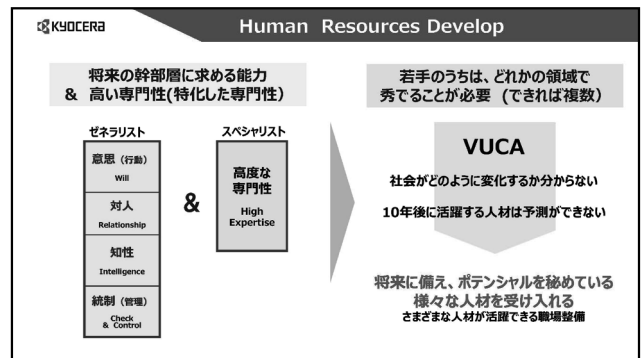 KYOCERA
Human Resources Develop
将来の幹部層に求める能力
& 高い専門性(特化した専門性）
ゼネラリスト
意思（行動）
Will
対人
Relationship
知性
Intelligence
統制（管理）
Check
& Control
&
スペシャリスト
高度な
専門性
High
Expertise
若手のうちは、どれかの領域で
秀でることが必要 (できれば複数）
VUCA
社会がどのように変化するか分からない
10年後に活躍する人材は予測ができない
将来に備え、ポテンシャルを秘めている
様々な人材を受け入れる
さまざまな人材が活躍できる職場整備